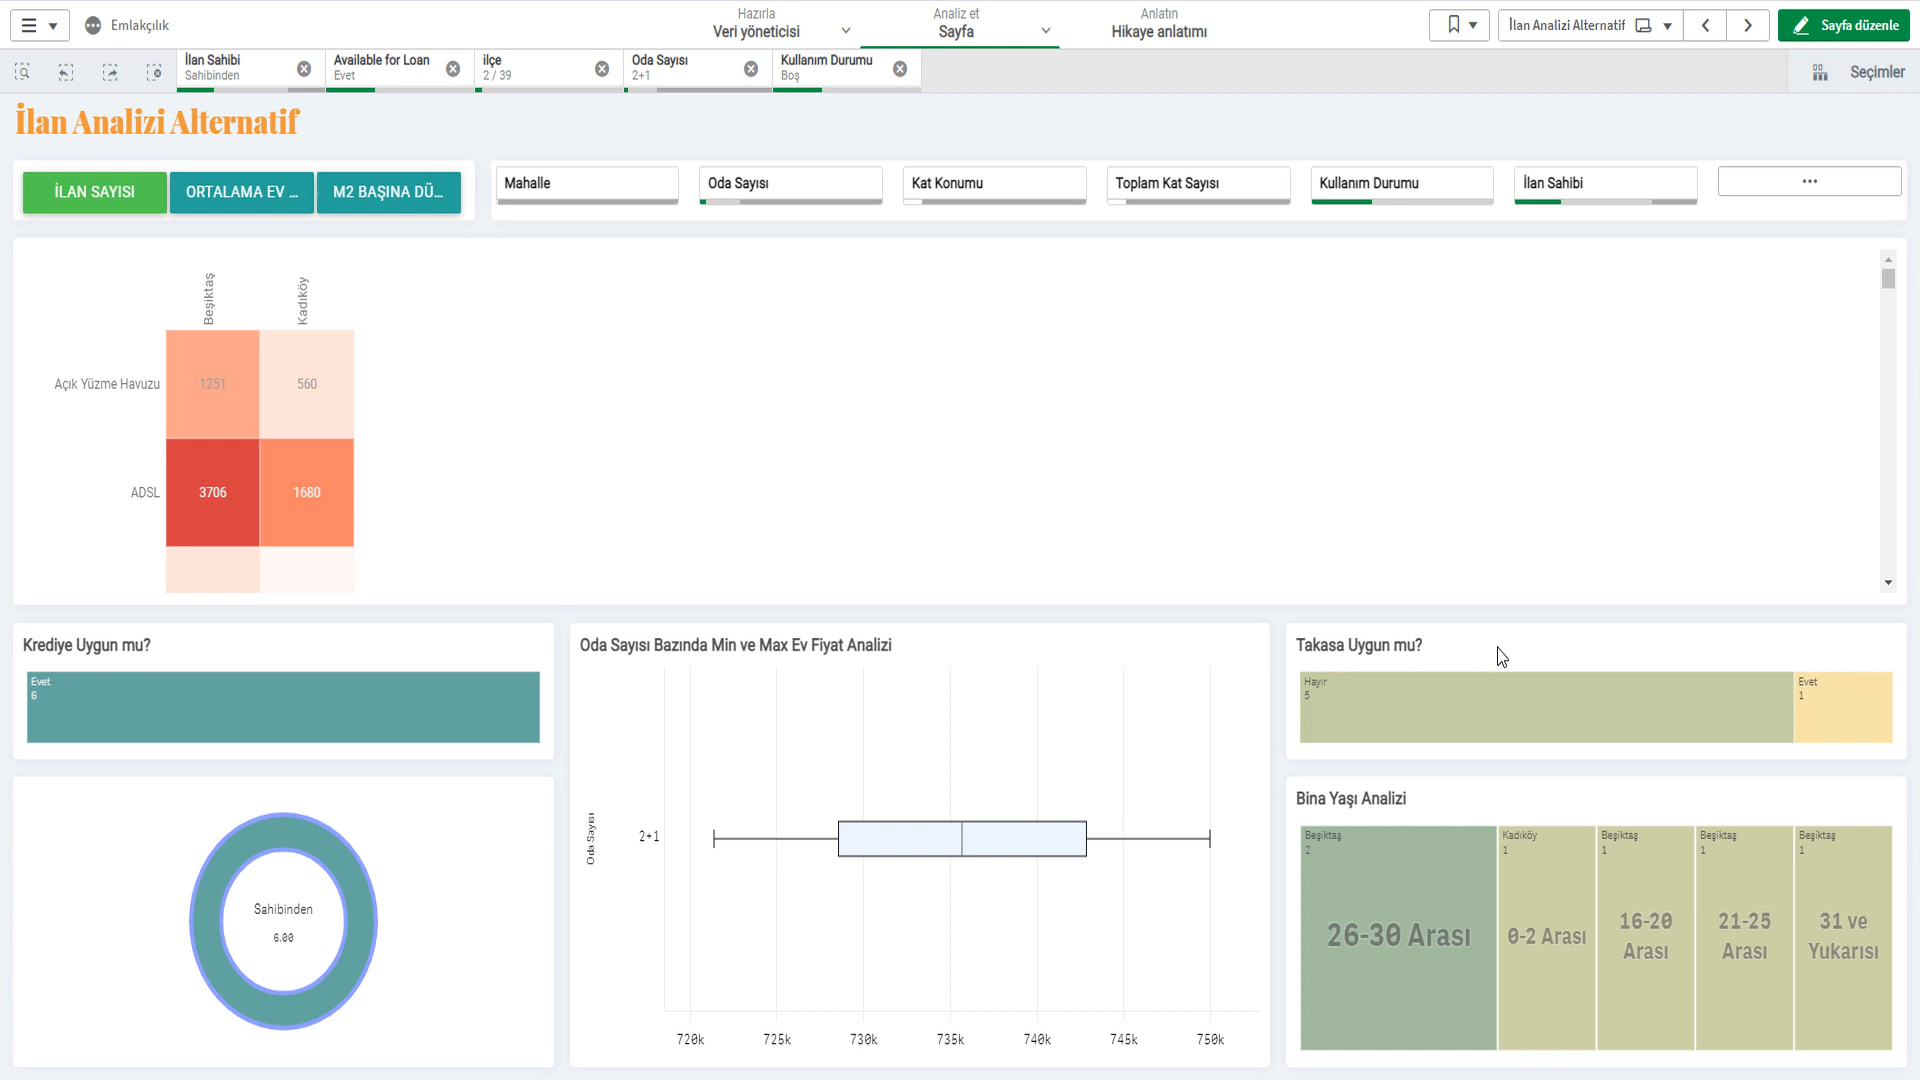 Emlakçılık
Hazırla
Veri yöneticisi
Analiz et
Sayfa
Anlatın
Hikaye anlatımı
İlan Analizi Alternatif
Sayfa düzenle
İlan Sahibi
Sahibinden
Available for Loan
Evet
ilçe
2 / 39
Oda Sayısı
2+1
Kullanım Durumu
Boş
Seçimler
İlan Analizi Alternatif
İLAN SAYISI
ORTALAMA EV ...
M2 BAŞINA DÜ...
Mahalle
Oda Sayısı
Kat Konumu
Toplam Kat Sayısı
Kullanım Durumu
İlan Sahibi
...
Beşiktaş
Kadıköy
Açık Yüzme Havuzu
1251
560
ADSL
3706
1680
Krediye Uygun mu?
Evet
6
Sahibinden
6.00
Oda Sayısı Bazında Min ve Max Ev Fiyat Analizi
Oda Sayısı
2+1
720k
725k
730k
735k
740k
745k
750k
Takasa Uygun mu?
Hayır
5
Evet
1
Bina Yaşı Analizi
Beşiktaş
2
26-30 Arası
Kadıköy
1
0-2 Arası
Beşiktaş
1
16-20
Arası
Beşiktaş
1
21-25
Arası
Beşiktaş
1
31 ve
Yukarısı